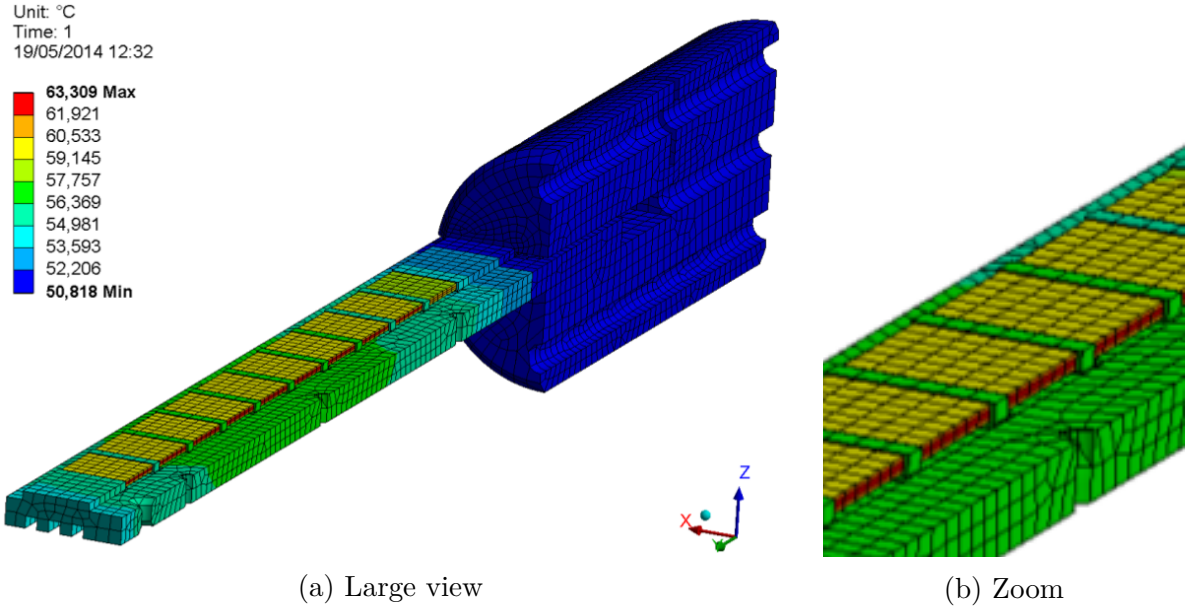 Unit: °C
Time: 1
19/05/2014 12:32
63,309 Max
61,921
60,533
59,145
57,757
56,369
54,981
53,593
52,206
50,818 Min
Z
X
(a) Large view
(b) Zoom